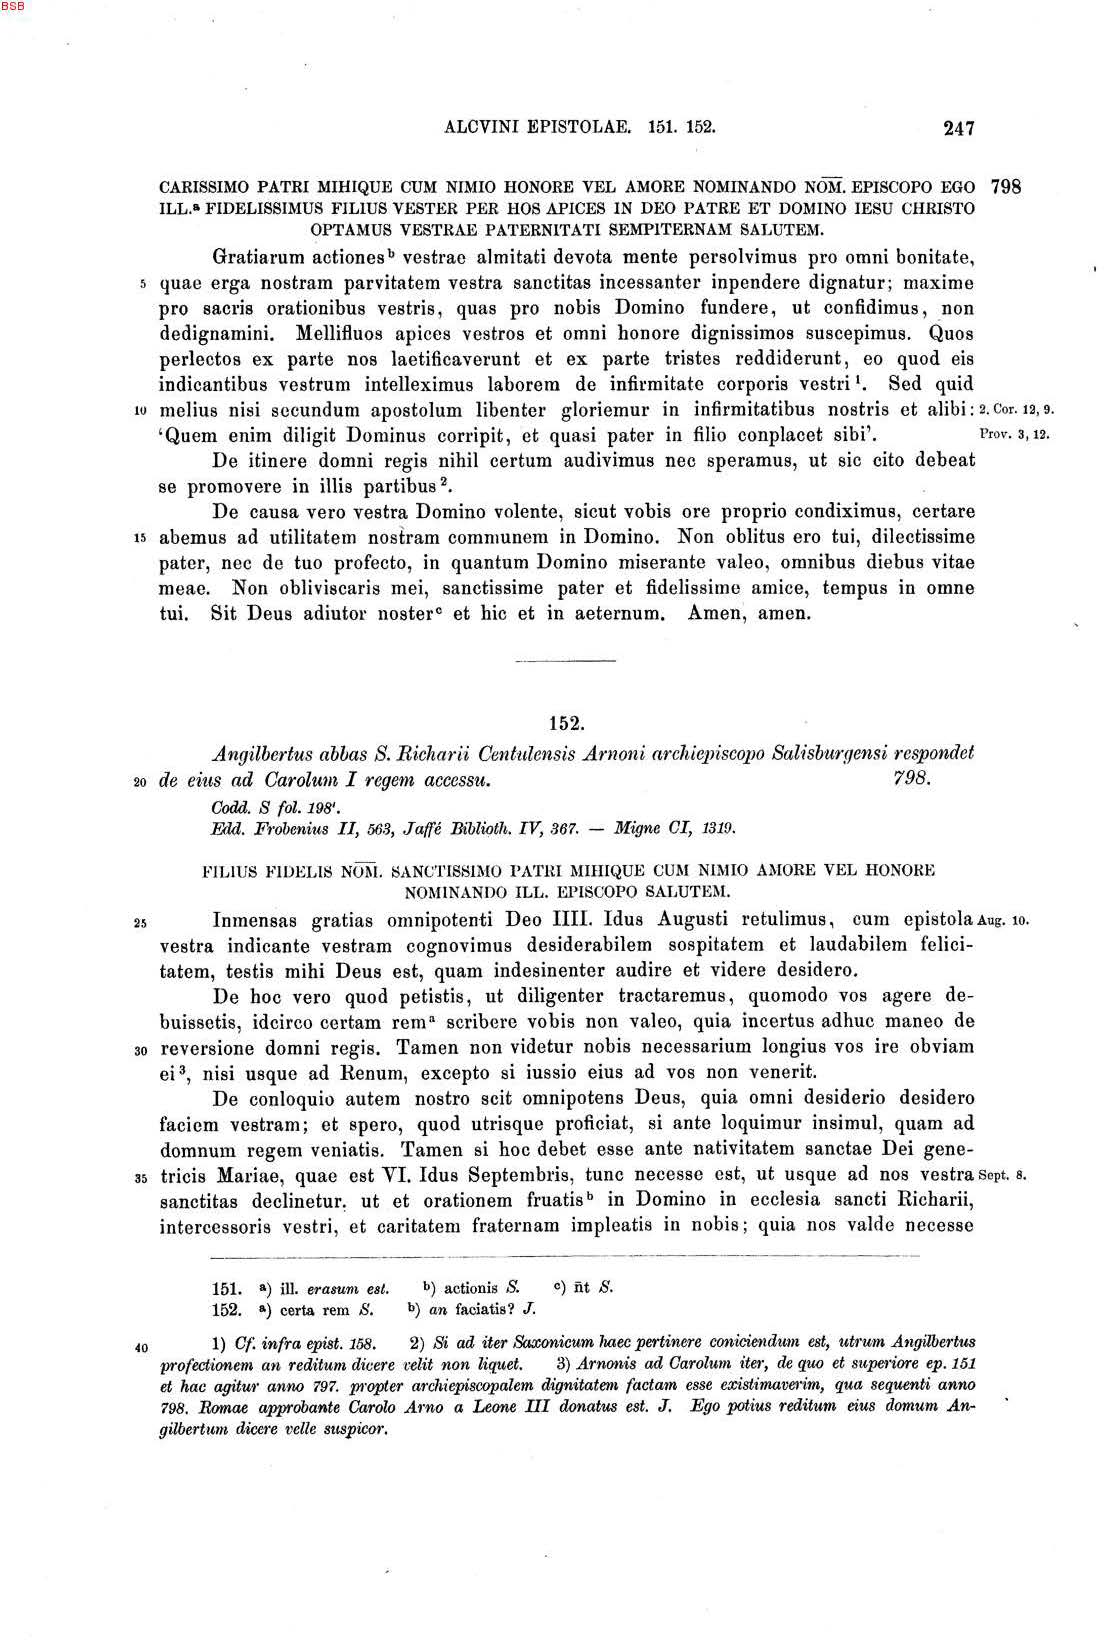 BSB
ALCVINI EPISTOLAE. 151. 152. 247
CARISSIMO PATRI MIHIQUE CUM NIMIO HONORE VEL AMORE NOMINANDO NO͞M. EPISCOPO EGO 798
ILL.ᵃ FIDELISSIMUS FILIUS VESTER PER HOS APICES IN DEO PATRE ET DOMINO IESU CHRISTO
OPTAMUS VESTRAE PATERNITATI SEMPITERNAM SALUTEM.
Gratiarum actionesᵇ vestrae almitati devota mente persolvimus pro omni bonitate,
5 quae erga nostram parvitatem vestra sanctitas incessanter inpendere dignatur; maxime
pro sacris orationibus vestris, quas pro nobis Domino fundere, ut confidimus, non
dedignamini. Mellifluos apices vestros et omni honore dignissimos suscepimus. Quos
perlectos ex parte nos laetificaverunt et ex parte tristes reddiderunt, eo quod eis
indicantibus vestrum intelleximus laborem de infirmitate corporis vestri¹. Sed quid
10 melius nisi secundum apostolum libenter gloriemur in infirmitatibus nostris et alibi: 2. Cor. 12, 9.
‘Quem enim diligit Dominus corripit, et quasi pater in filio conplacet sibi’. Prov. 3, 12.
De itinere domni regis nihil certum audivimus nec speramus, ut sic cito debeat
se promovere in illis partibus².
De causa vero vestra Domino volente, sicut vobis ore proprio condiximus, certare
15 abemus ad utilitatem nostram communem in Domino. Non oblitus ero tui, dilectissime
pater, nec de tuo profecto, in quantum Domino miserante valeo, omnibus diebus vitae
meae. Non obliviscaris mei, sanctissime pater et fidelissime amice, tempus in omne
tui. Sit Deus adiutor nosterᶜ et hic et in aeternum. Amen, amen.
152.
Angilbertus abbas S. Richarii Centulensis Arnoni archiepiscopo Salisburgensi respondet
20 de eius ad Carolum I regem accessu. 798.
Codd. S fol. 198'.
Edd. Frobenius II, 563, Jaffé Biblioth. IV, 367. — Migne CI, 1319.
FILIUS FIDELIS NO͞M. SANCTISSIMO PATRI MIHIQUE CUM NIMIO AMORE VEL HONORE
NOMINANDO ILL. EPISCOPO SALUTEM.
25 Inmensas gratias omnipotenti Deo IIII. Idus Augusti retulimus, cum epistola Aug. 10.
vestra indicante vestram cognovimus desiderabilem sospitatem et laudabilem felici-
tatem, testis mihi Deus est, quam indesinenter audire et videre desidero.
De hoc vero quod petistis, ut diligenter tractaremus, quomodo vos agere de-
buissetis, idcirco certam remᵃ scribere vobis non valeo, quia incertus adhuc maneo de
30 reversione domni regis. Tamen non videtur nobis necessarium longius vos ire obviam
ei³, nisi usque ad Renum, excepto si iussio eius ad vos non venerit.
De conloquio autem nostro scit omnipotens Deus, quia omni desiderio desidero
faciem vestram; et spero, quod utrisque proficiat, si ante loquimur insimul, quam ad
domnum regem veniatis. Tamen si hoc debet esse ante nativitatem sanctae Dei gene-
35 tricis Mariae, quae est VI. Idus Septembris, tunc necesse est, ut usque ad nos vestra Sept. 8.
sanctitas declinetur, ut et orationem fruatisᵇ in Domino in ecclesia sancti Richarii,
intercessoris vestri, et caritatem fraternam impleatis in nobis; quia nos valde necesse
151. ᵃ) ill. erasum est. ᵇ) actionis S. ᶜ) n̄t S.
152. ᵃ) certa rem S. ᵇ) an faciatis? J.
40 1) Cf. infra epist. 158. 2) Si ad iter Saxonicum haec pertinere coniciendum est, utrum Angilbertus
profectionem an reditum dicere velit non liquet. 3) Arnonis ad Carolum iter, de quo et superiore ep. 151
et hac agitur anno 797. propter archiepiscopalem dignitatem factam esse existimaverim, qua sequenti anno
798. Romae approbante Carolo Arno a Leone III donatus est. J. Ego potius reditum eius domum An-
gilbertum dicere velle suspicor.